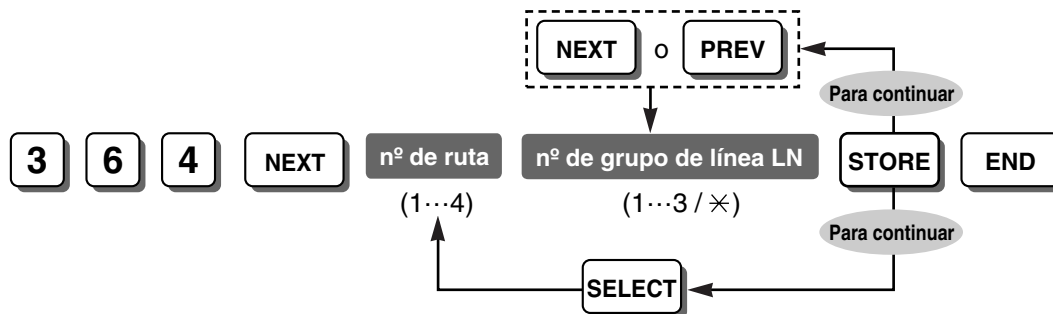 NEXT o PREV
Para continuar
3 6 4 NEXT nº de ruta nº de grupo de línea LN STORE END
(1···4) (1···3 / ✳)
Para continuar
SELECT